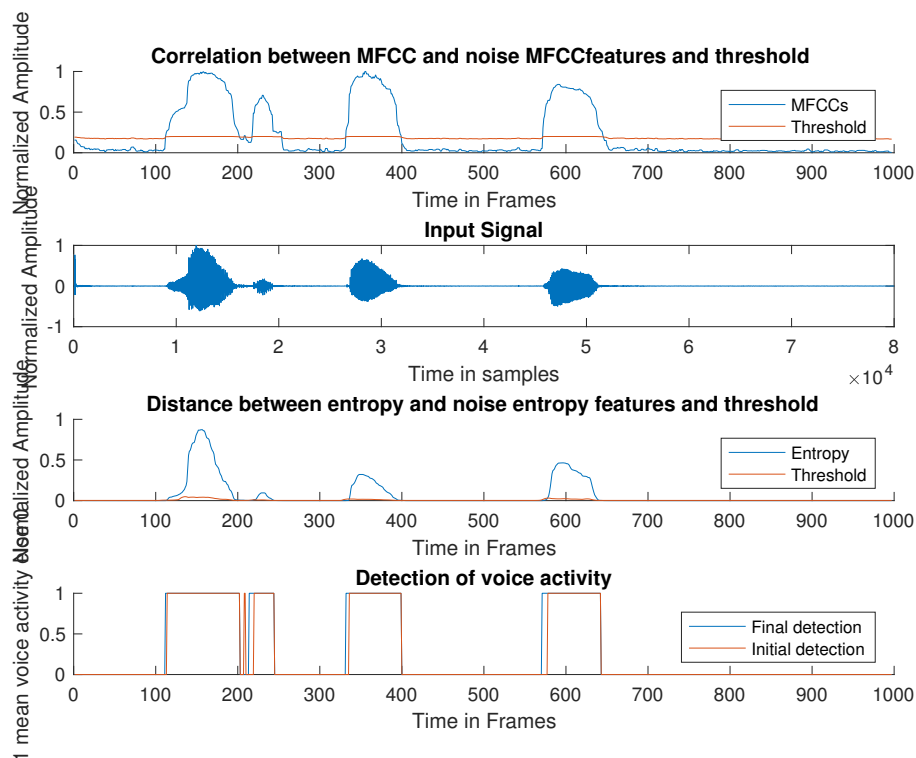 Correlation between MFCC and noise MFCCfeatures and threshold
Normalized Amplitude
1
0.5
0
MFCCs
Threshold
0 100 200 300 400 500 600 700 800 900 1000
Time in Frames
Input Signal
Normalized Amplitude
1
0
-1
0 1 2 3 4 5 6 7 8
Time in samples
×10^4
Distance between entropy and noise entropy features and threshold
Normalized Amplitude
1
0.5
0
Entropy
Threshold
0 100 200 300 400 500 600 700 800 900 1000
Time in Frames
Detection of voice activity
1 mean voice activity else 0
1
0.5
0
Final detection
Initial detection
0 100 200 300 400 500 600 700 800 900 1000
Time in Frames